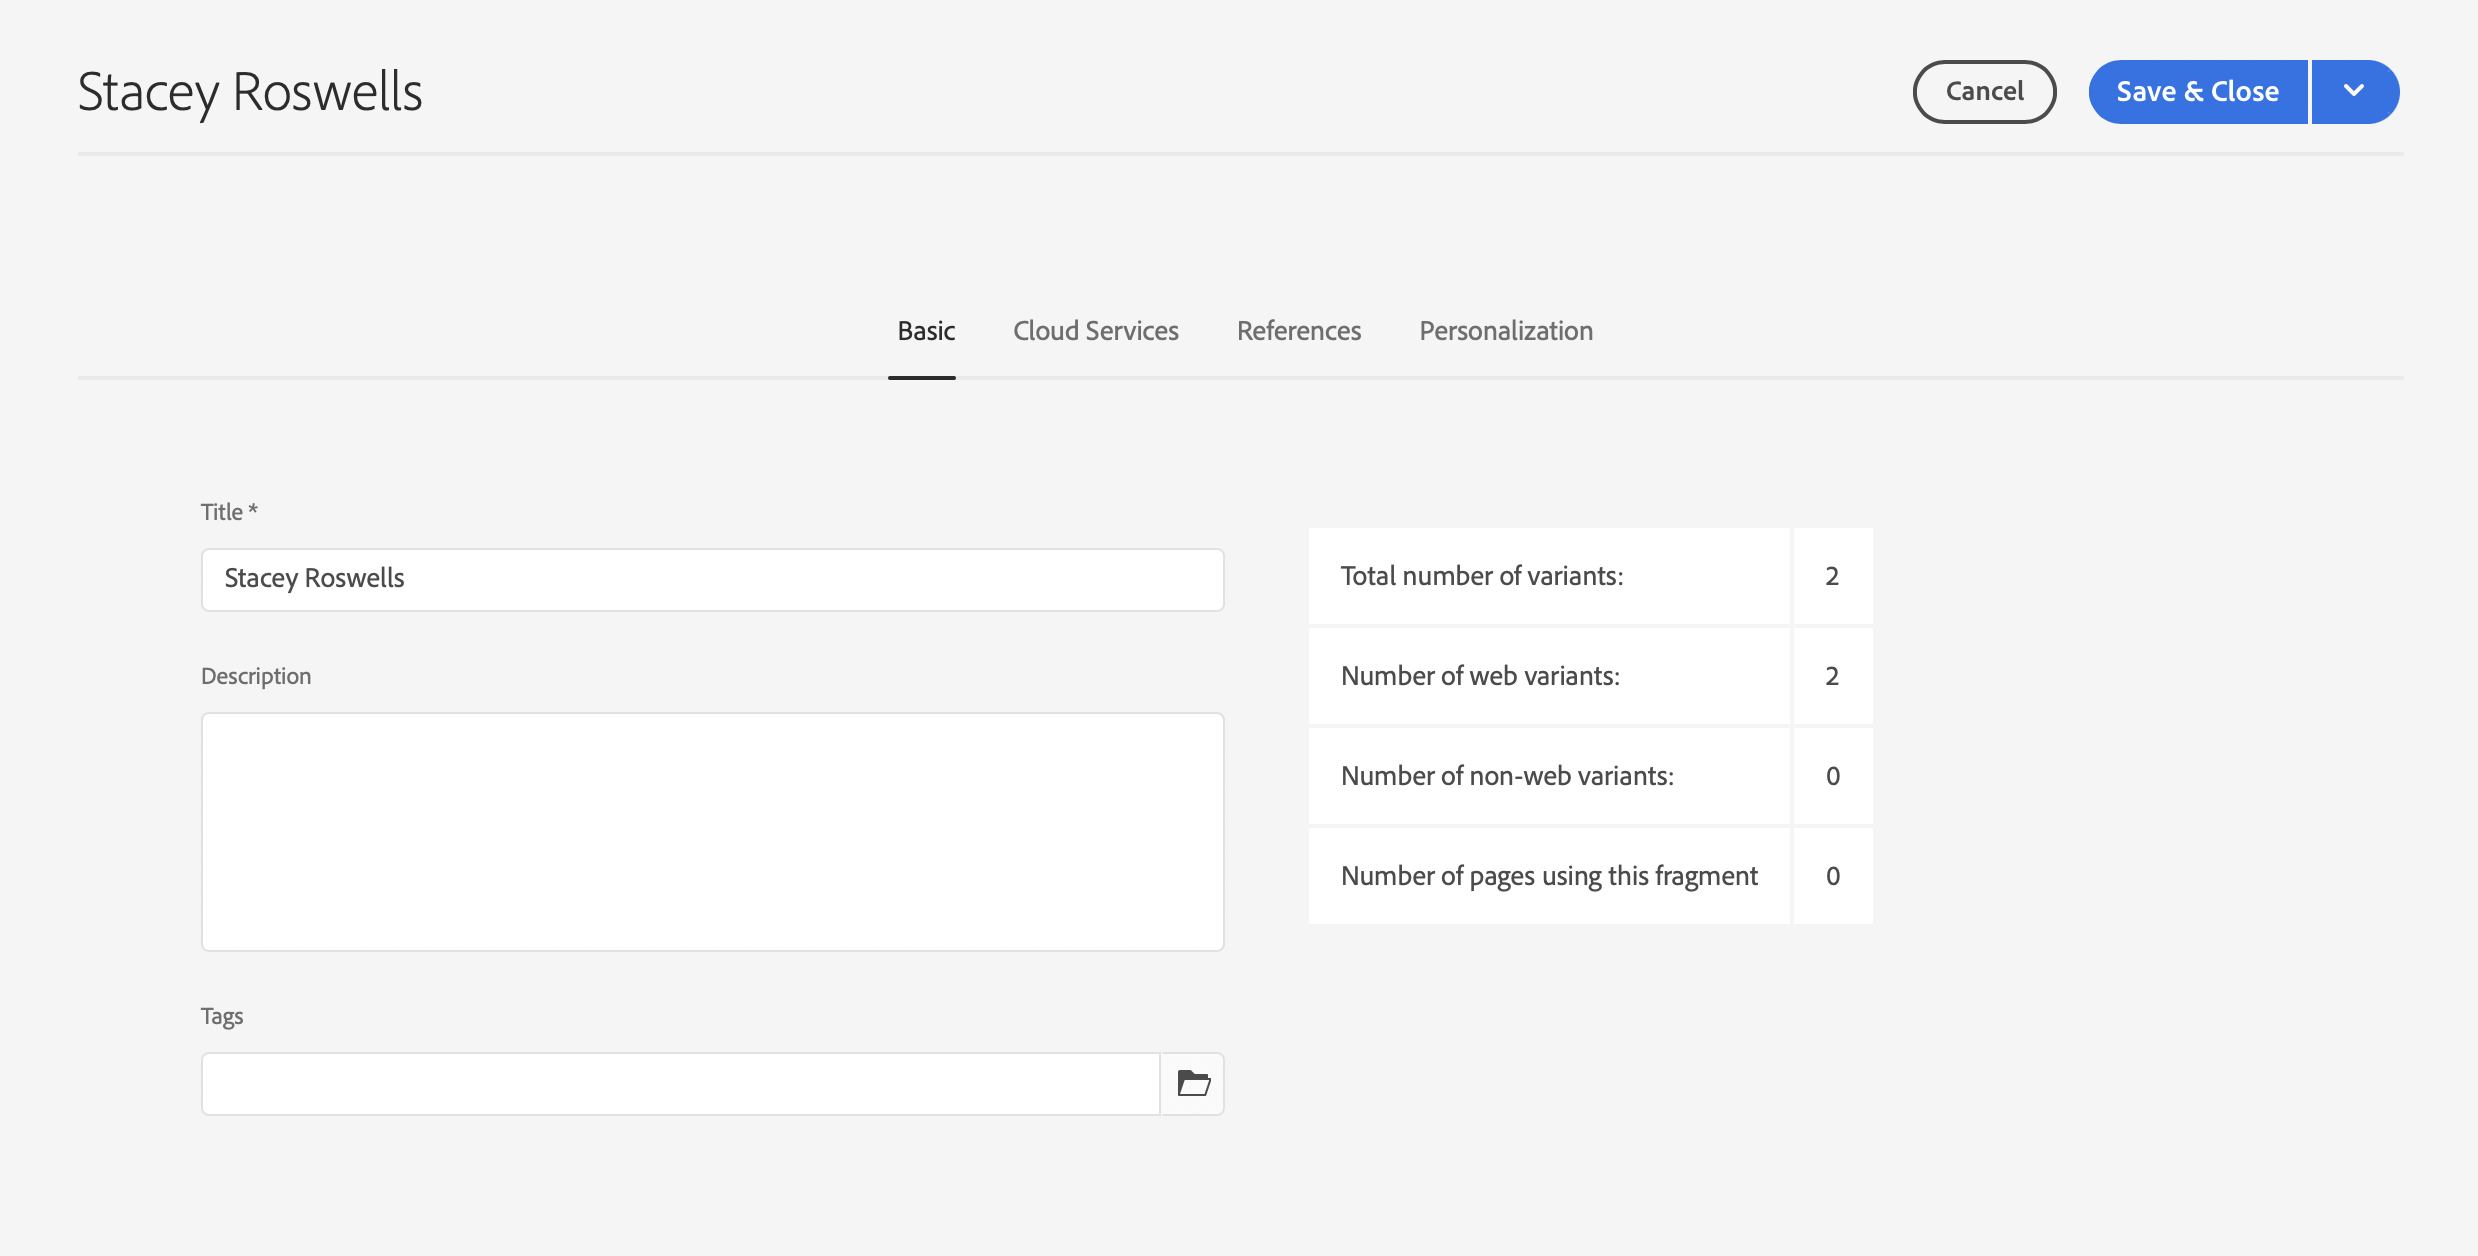 Stacey Roswells
Cancel
Save & Close
Basic
Cloud Services
References
Personalization
Title *
Stacey Roswells
Description
Tags
Total number of variants: 2
Number of web variants: 2
Number of non-web variants: 0
Number of pages using this fragment 0